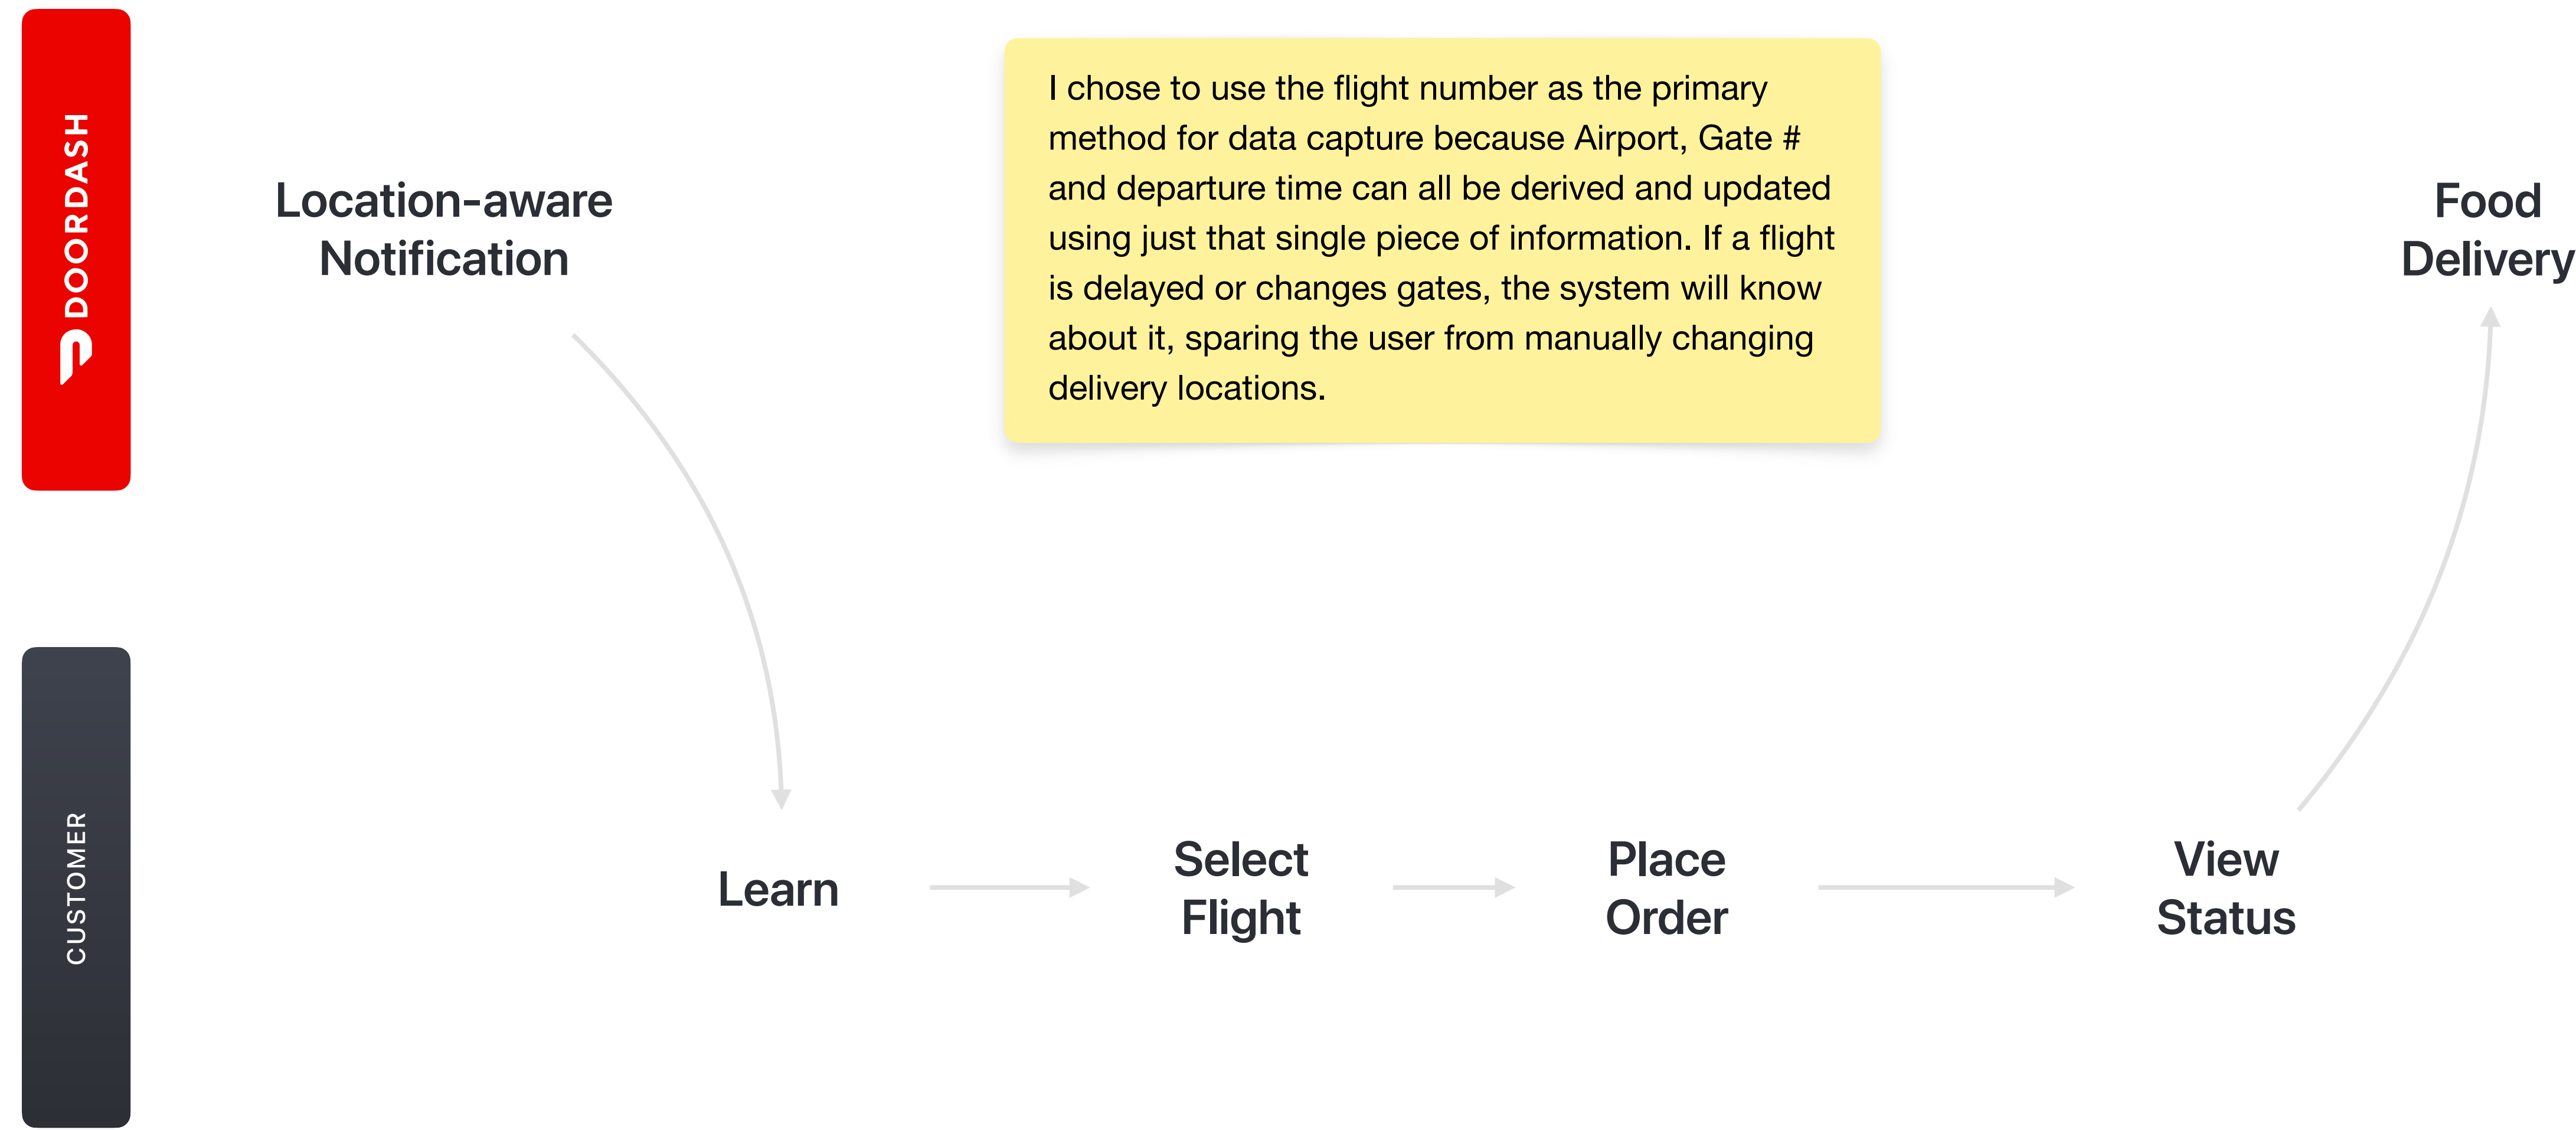 DOORDASH
Location-aware
Notification
I chose to use the flight number as the primary
method for data capture because Airport, Gate #
and departure time can all be derived and updated
using just that single piece of information. If a flight
is delayed or changes gates, the system will know
about it, sparing the user from manually changing
delivery locations.
Food
Delivery
CUSTOMER
Learn
Select
Flight
Place
Order
View
Status